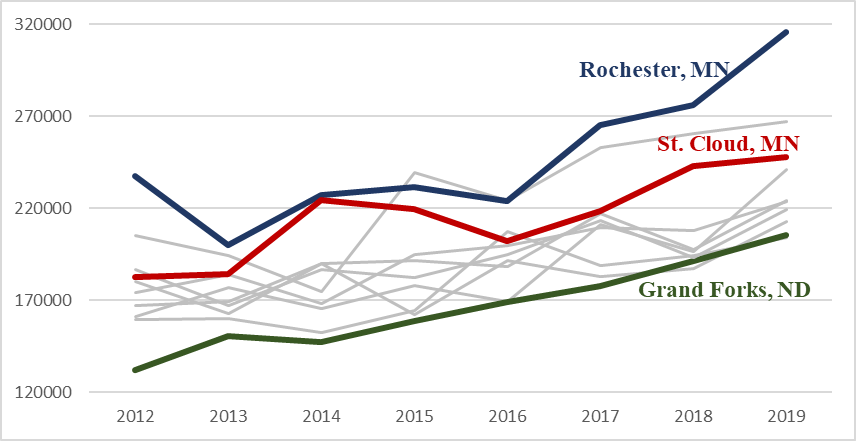 320000
Rochester, MN
270000
St. Cloud, MN
220000
170000
Grand Forks, ND
120000
2012 2013 2014 2015 2016 2017 2018 2019